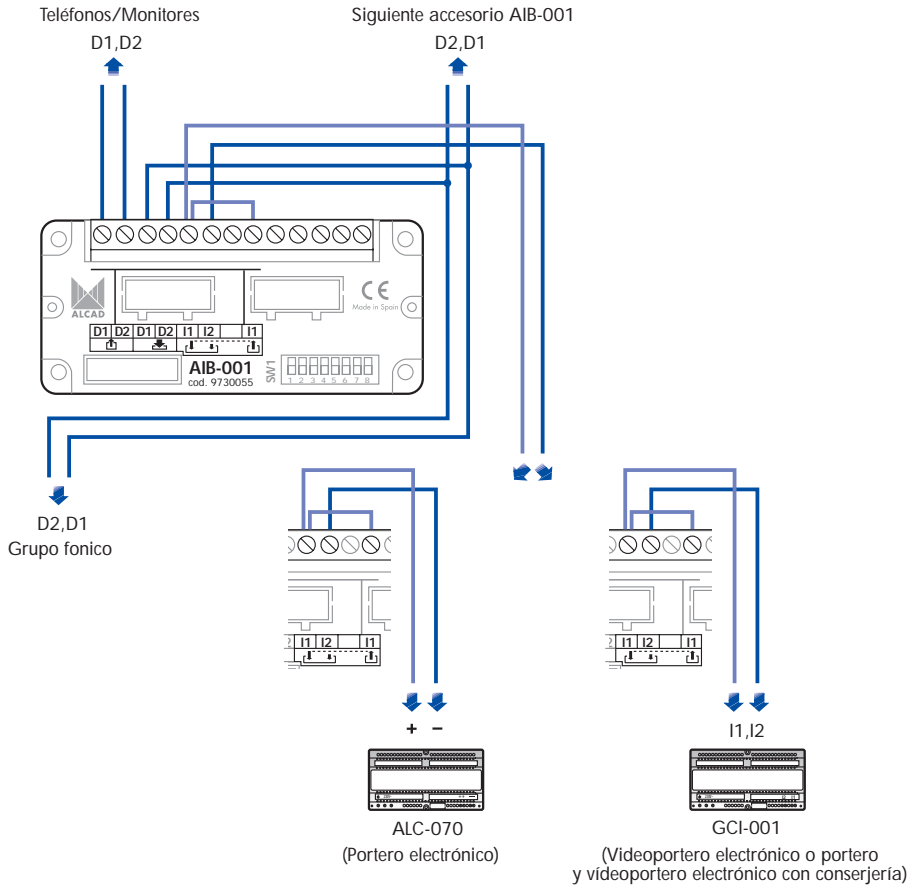 Teléfonos/Monitores
D1,D2
Siguiente accesorio AIB-001
D2,D1
ALCAD
CE
Made in Spain
D1 D2 D1 D2 I1 I2 I1
AIB-001
cod. 9730055
SW1
1 2 3 4 5 6 7 8
D2,D1
Grupo fonico
2 I1 I2 I1
2 I1 I2 I1
+ −
I1,I2
ALC-070
(Portero electrónico)
GCI-001
(Videoportero electrónico o portero
y vídeoportero electrónico con conserjería)